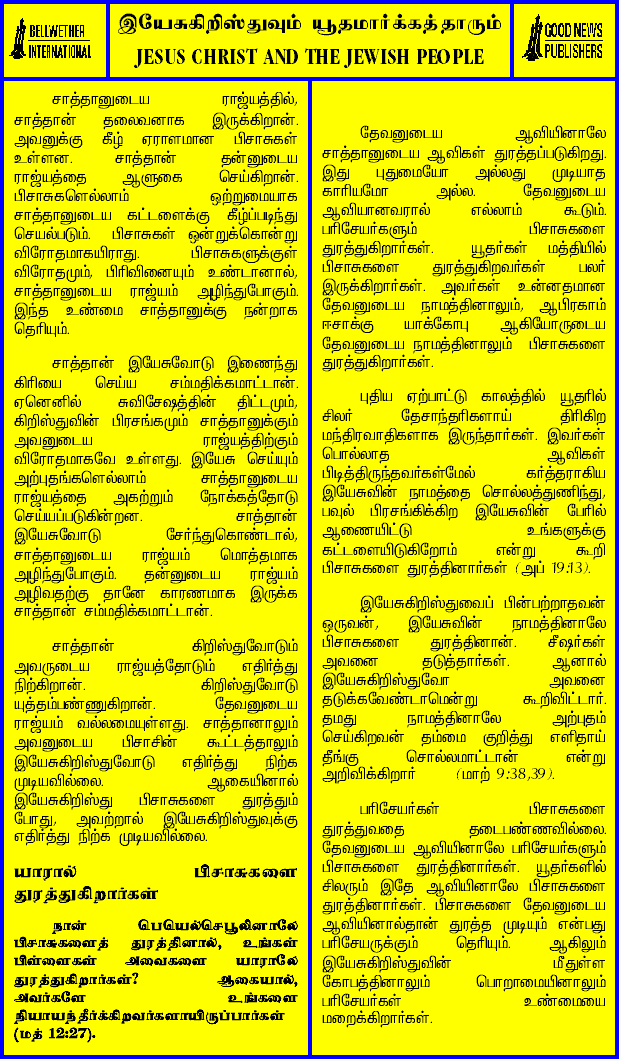 BELLWETHER
INTERNATIONAL
இயேசுகிறிஸ்துவும் யூதமார்க்கத்தாரும்
JESUS CHRIST AND THE JEWISH PEOPLE
GOOD NEWS
PUBLISHERS
சாத்தானுடைய ராஜ்யத்தில்,
சாத்தான் தலைவனாக இருக்கிறான்.
அவனுக்கு கீழ் ஏராளமான பிசாசுகள்
உள்ளன. சாத்தான் தன்னுடைய
ராஜ்யத்தை ஆளுகை செய்கிறான்.
பிசாசுகளெல்லாம் ஒற்றுமையாக
சாத்தானுடைய கட்டளைக்கு கீழ்ப்படிந்து
செயல்படும். பிசாசுகள் ஒன்றுக்கொன்று
விரோதமாகயிராது. பிசாசுகளுக்குள்
விரோதமும், பிரிவினையும் உண்டானால்,
சாத்தானுடைய ராஜ்யம் அழிந்துபோகும்.
இந்த உண்மை சாத்தானுக்கு நன்றாக
தெரியும்.
சாத்தான் இயேசுவோடு இணைந்து
கிரியை செய்ய சம்மதிக்கமாட்டான்.
ஏனெனில் சுவிசேஷத்தின் திட்டமும்,
கிறிஸ்துவின் பிரசங்கமும் சாத்தானுக்கும்
அவனுடைய ராஜ்யத்திற்கும்
விரோதமாகவே உள்ளது. இயேசு செய்யும்
அற்புதங்களெல்லாம் சாத்தானுடைய
ராஜ்யத்தை அகற்றும் நோக்கத்தோடு
செய்யப்படுகின்றன. சாத்தான்
இயேசுவோடு சேர்ந்துகொண்டால்,
சாத்தானுடைய ராஜ்யம் மொத்தமாக
அழிந்துபோகும். தன்னுடைய ராஜ்யம்
அழிவதற்கு தானே காரணமாக இருக்க
சாத்தான் சம்மதிக்கமாட்டான்.
சாத்தான் கிறிஸ்துவோடும்
அவருடைய ராஜ்யத்தோடும் எதிர்த்து
நிற்கிறான். கிறிஸ்துவோடு
யுத்தம்பண்ணுகிறான். தேவனுடைய
ராஜ்யம் வல்லமையுள்ளது. சாத்தானாலும்
அவனுடைய பிசாசின் கூட்டத்தாலும்
இயேசுகிறிஸ்துவோடு எதிர்த்து நிற்க
முடியவில்லை. ஆகையினால்
இயேசுகிறிஸ்து பிசாசுகளை துரத்தும்
போது, அவற்றால் இயேசுகிறிஸ்துவுக்கு
எதிர்த்து நிற்க முடியவில்லை.
யாரால் பிசாசுகளை
துரத்துகிறார்கள்
நான் பெயெல்செபூலினாலே
பிசாசுகளைத் துரத்தினால், உங்கள்
பிள்ளைகள் அவைகளை யாராலே
துரத்துகிறார்கள்? ஆகையால்,
அவர்களே உங்களை
நியாயந்தீர்க்கிறவர்களாயிருப்பார்கள்
(மத் 12:27).
தேவனுடைய ஆவியினாலே
சாத்தானுடைய ஆவிகள் துரத்தப்படுகிறது.
இது புதுமையோ அல்லது முடியாத
காரியமோ அல்ல. தேவனுடைய
ஆவியானவரால் எல்லாம் கூடும்.
பரிசேயர்களும் பிசாசுகளை
துரத்துகிறார்கள். யூதர்கள் மத்தியில்
பிசாசுகளை துரத்துகிறவர்கள் பலர்
இருக்கிறார்கள். அவர்கள் உன்னதமான
தேவனுடைய நாமத்தினாலும், ஆபிரகாம்
ஈசாக்கு யாக்கோபு ஆகியோருடைய
தேவனுடைய நாமத்தினாலும் பிசாசுகளை
துரத்துகிறார்கள்.
புதிய ஏற்பாட்டு காலத்தில் யூதரில்
சிலர் தேசாந்தரிகளாய் திரிகிற
மந்திரவாதிகளாக இருந்தார்கள். இவர்கள்
பொல்லாத ஆவிகள்
பிடித்திருந்தவர்கள்மேல் கர்த்தராகிய
இயேசுவின் நாமத்தை சொல்லத்துணிந்து,
பவுல் பிரசங்கிக்கிற இயேசுவின் பேரில்
ஆணையிட்டு உங்களுக்கு
கட்டளையிடுகிறோம் என்று கூறி
பிசாசுகளை துரத்தினார்கள் (அப் 19:13).
இயேசுகிறிஸ்துவைப் பின்பற்றாதவன்
ஒருவன், இயேசுவின் நாமத்தினாலே
பிசாசுகளை துரத்தினான். சீஷர்கள்
அவனை தடுத்தார்கள். ஆனால்
இயேசுகிறிஸ்துவோ அவனை
தடுக்கவேண்டாமென்று கூறிவிட்டார்.
தமது நாமத்தினாலே அற்புதம்
செய்கிறவன் தம்மை குறித்து எளிதாய்
தீங்கு சொல்லமாட்டான் என்று
அறிவிக்கிறார் (மாற் 9:38,39).
பரிசேயர்கள் பிசாசுகளை
துரத்துவதை தடைபண்ணவில்லை.
தேவனுடைய ஆவியினாலே பரிசேயர்களும்
பிசாசுகளை துரத்தினார்கள். யூதர்களில்
சிலரும் இதே ஆவியினாலே பிசாசுகளை
துரத்தினார்கள். பிசாசுகளை தேவனுடைய
ஆவியினால்தான் துரத்த முடியும் என்பது
பரிசேயருக்கும் தெரியும். ஆகிலும்
இயேசுகிறிஸ்துவின் மீதுள்ள
கோபத்தினாலும் பொறாமையினாலும்
பரிசேயர்கள் உண்மையை
மறைக்கிறார்கள்.